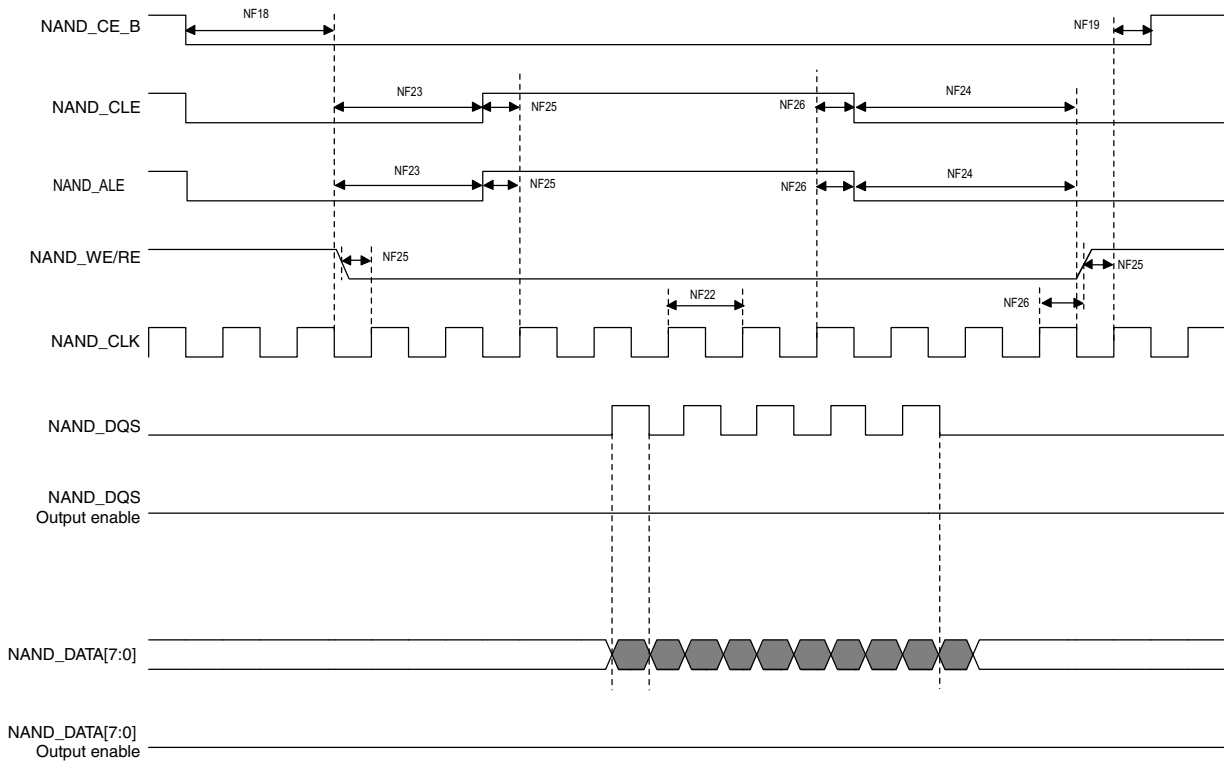 NAND_CE_B
NF18
NF19
NAND_CLE
NF23
NF25
NF26
NF24
NAND_ALE
NF23
NF25
NF26
NF24
NAND_WE/RE
NF25
NF25
NF26
NF22
NAND_CLK
NAND_DQS
NAND_DQS
Output enable
NAND_DATA[7:0]
NAND_DATA[7:0]
Output enable